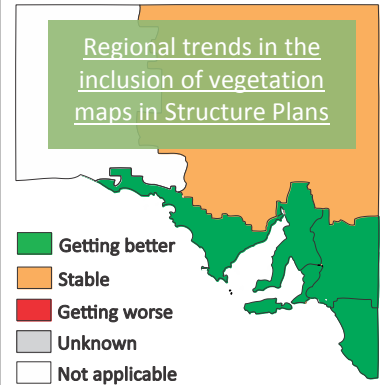 Regional trends in the
inclusion of vegetation
maps in Structure Plans
Getting better
Stable
Getting worse
Unknown
Not applicable